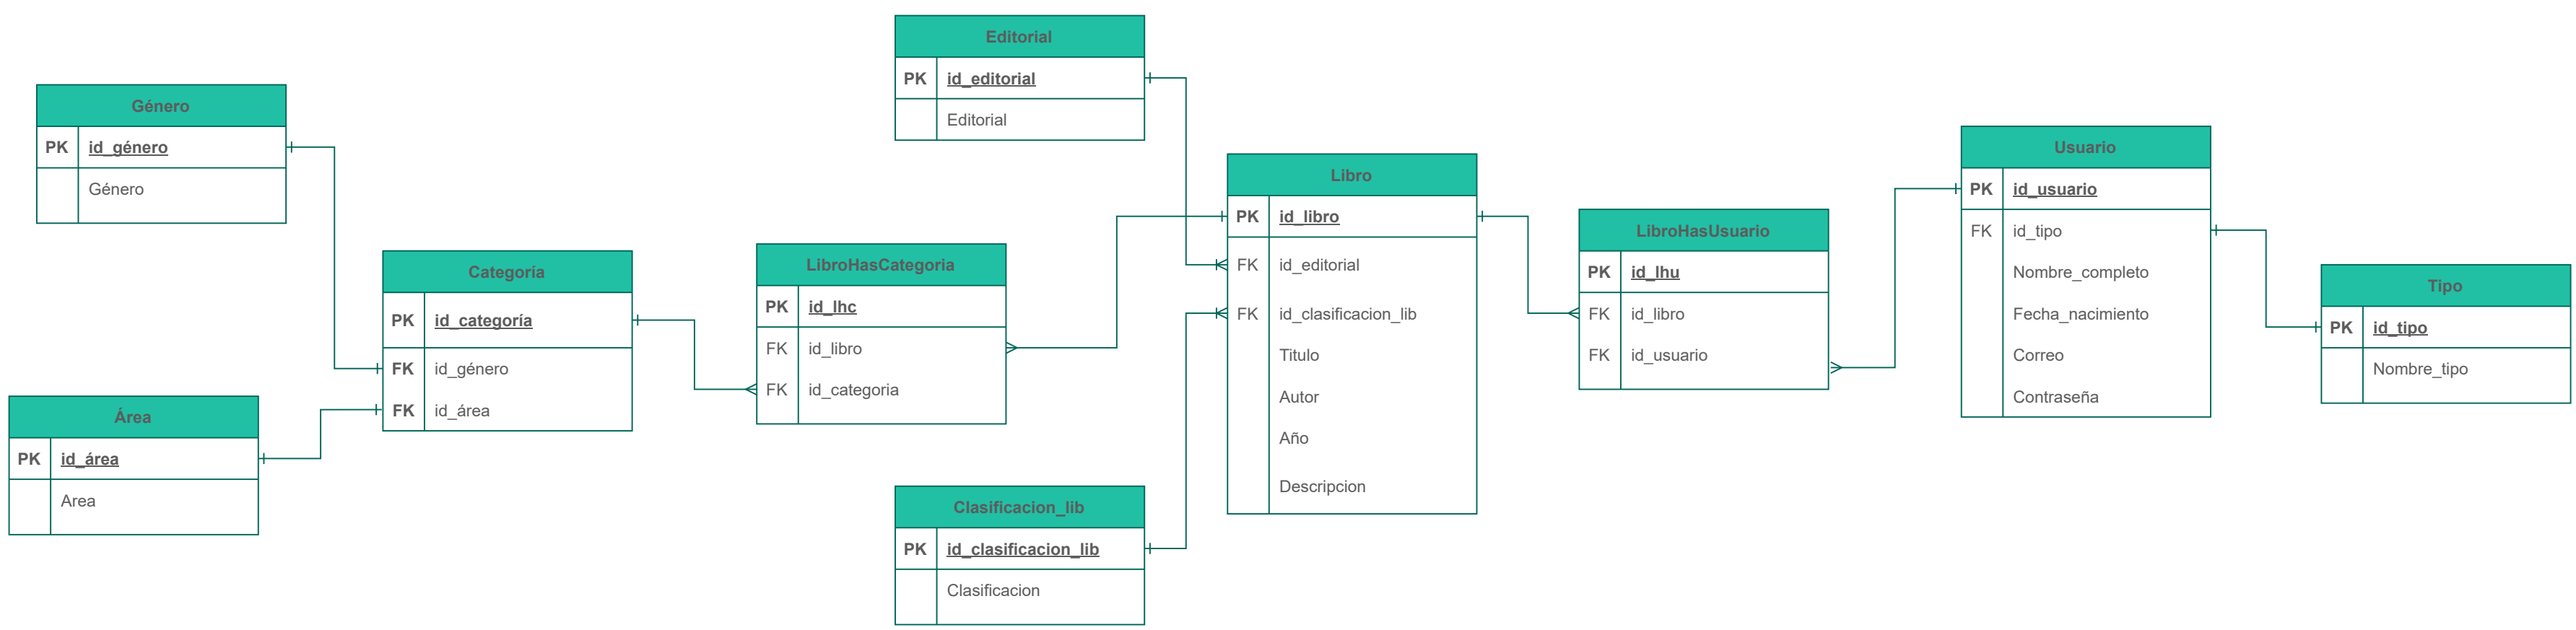 Género
PK id_género
Género
Área
PK id_área
Area
Categoría
PK id_categoría
FK id_género
FK id_área
LibroHasCategoria
PK id_lhc
FK id_libro
FK id_categoria
Editorial
PK id_editorial
Editorial
Clasificacion_lib
PK id_clasificacion_lib
Clasificacion
Libro
PK id_libro
FK id_editorial
FK id_clasificacion_lib
Titulo
Autor
Año
Descripcion
LibroHasUsuario
PK id_lhu
FK id_libro
FK id_usuario
Usuario
PK id_usuario
FK id_tipo
Nombre_completo
Fecha_nacimiento
Correo
Contraseña
Tipo
PK id_tipo
Nombre_tipo